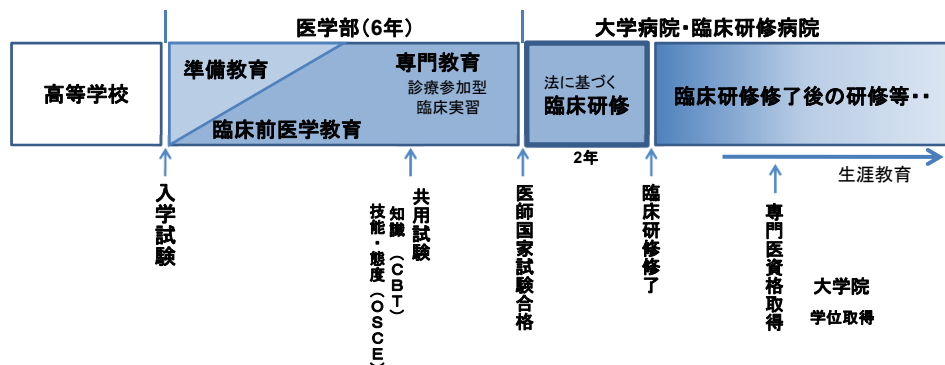 医学部（6年）
大学病院・臨床研修病院
高等学校
準備教育
臨床前医学教育
専門教育
診療参加型
臨床実習
法に基づく
臨床研修
2年
臨床研修修了後の研修等・・
生涯教育
入学試験
共用試験
知識（CBT）
技能・態度（OSCE）
医師国家試験合格
臨床研修修了
専門医資格取得
大学院
学位取得